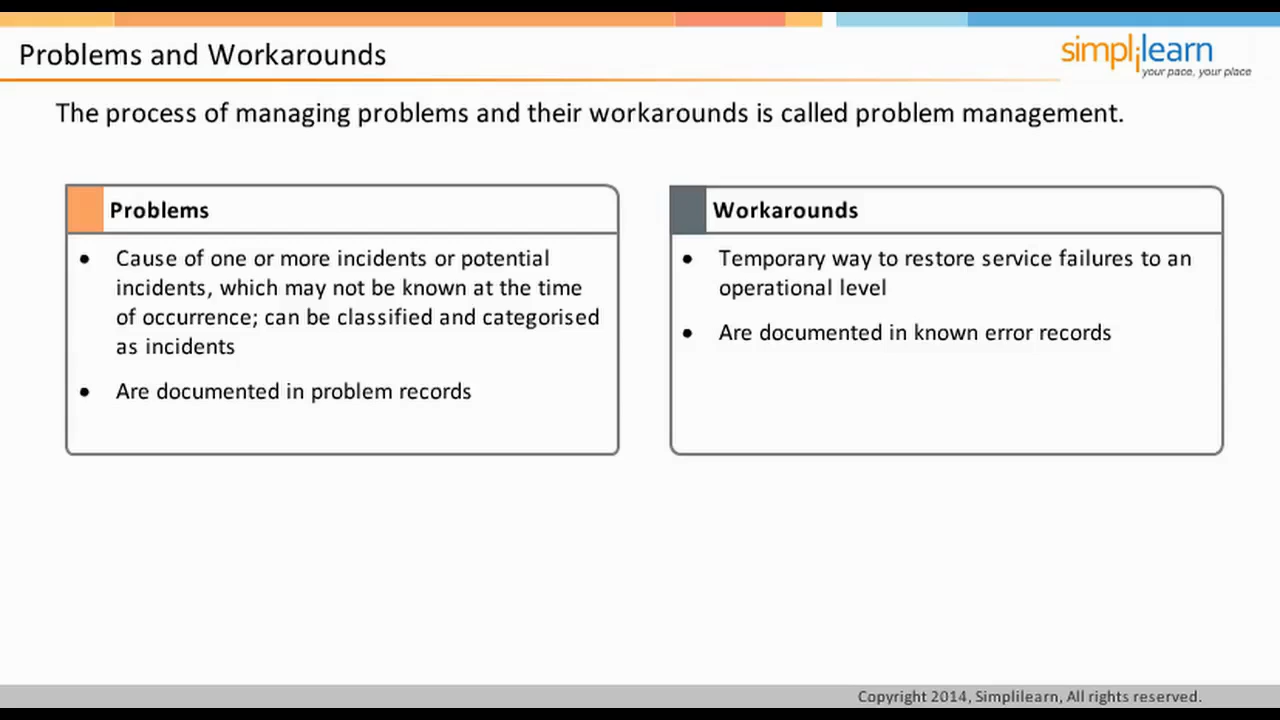 Problems and Workarounds
simplilearn
your pace, your place
The process of managing problems and their workarounds is called problem management.
Problems
• Cause of one or more incidents or potential
incidents, which may not be known at the time
of occurrence; can be classified and categorised
as incidents
• Are documented in problem records
Workarounds
• Temporary way to restore service failures to an
operational level
• Are documented in known error records
Copyright 2014, Simplilearn, All rights reserved.